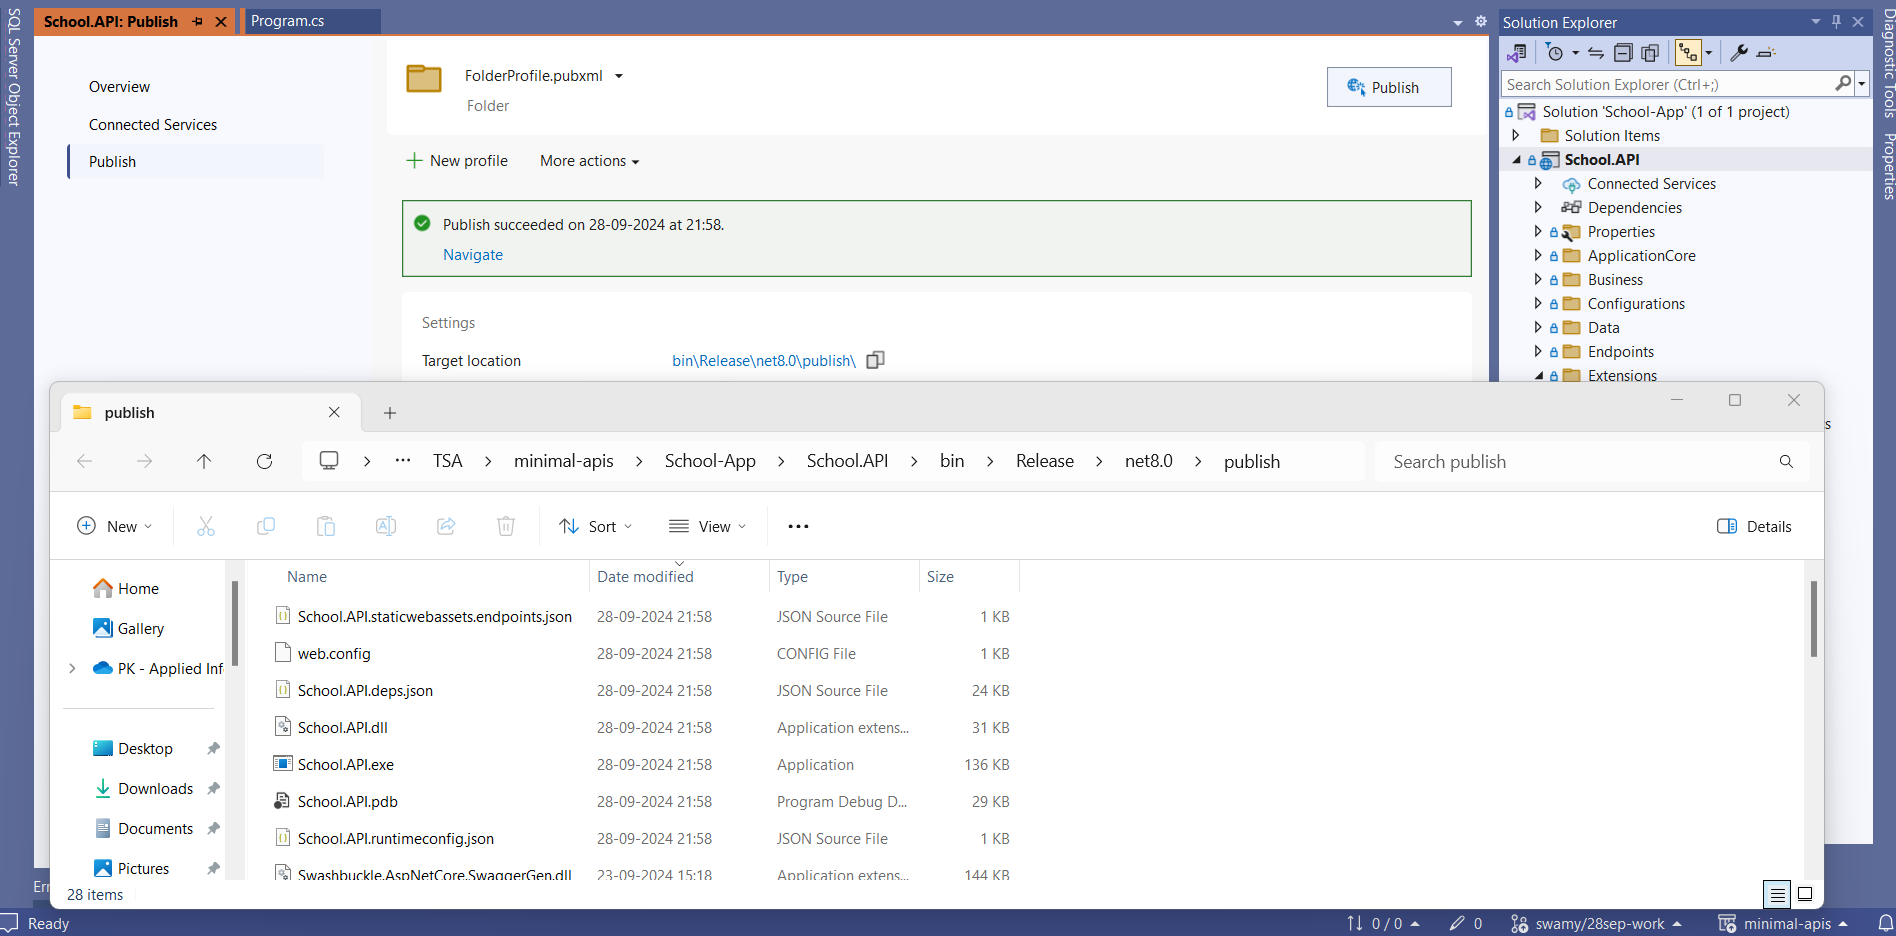 SQL Server Object Explorer
School.API: Publish
Program.cs
Overview
Connected Services
Publish
FolderProfile.pubxml
Folder
Publish
New profile
More actions
Publish succeeded on 28-09-2024 at 21:58.
Navigate
Settings
Target location
bin\Release\net8.0\publish\
Solution Explorer
Search Solution Explorer (Ctrl+;)
Solution 'School-App' (1 of 1 project)
Solution Items
School.API
Connected Services
Dependencies
Properties
ApplicationCore
Business
Configurations
Data
Endpoints
Extensions
Diagnostic Tools
Properties
publish
··· TSA > minimal-apis > School-App > School.API > bin > Release > net8.0 > publish
Search publish
New
Sort
View
Details
Home
Gallery
PK - Applied Inf
Desktop
Downloads
Documents
Pictures
Name Date modified Type Size
School.API.staticwebassets.endpoints.json 28-09-2024 21:58 JSON Source File 1 KB
web.config 28-09-2024 21:58 CONFIG File 1 KB
School.API.deps.json 28-09-2024 21:58 JSON Source File 24 KB
School.API.dll 28-09-2024 21:58 Application extens... 31 KB
School.API.exe 28-09-2024 21:58 Application 136 KB
School.API.pdb 28-09-2024 21:58 Program Debug D... 29 KB
School.API.runtimeconfig.json 28-09-2024 21:58 JSON Source File 1 KB
Swashbuckle.AspNetCore.SwaggerGen.dll 23-09-2024 15:18 Application extens... 144 KB
28 items
Ready
0 / 0
0
swamy/28sep-work
minimal-apis